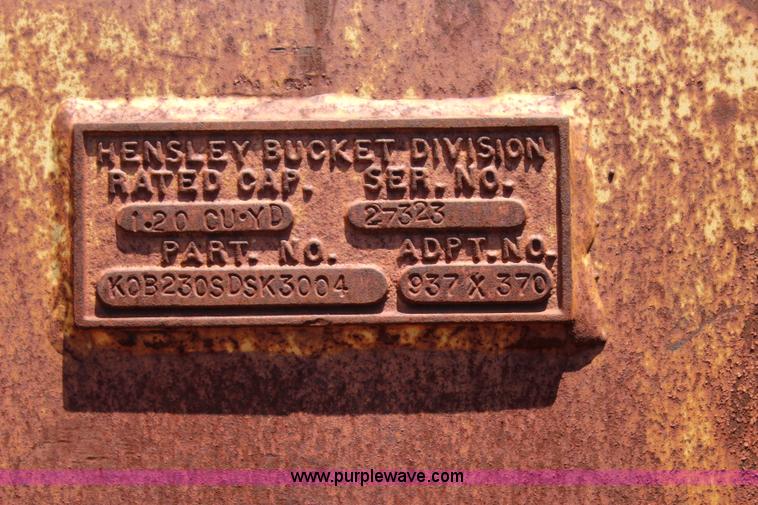 HENSLEY BUCKET DIVISION
RATED CAP. SER. NO.
1.20 CU.YD 27323
PART. NO. ADPT. NO.
KOB230SDSK3004 937 X 370
www.purplewave.com